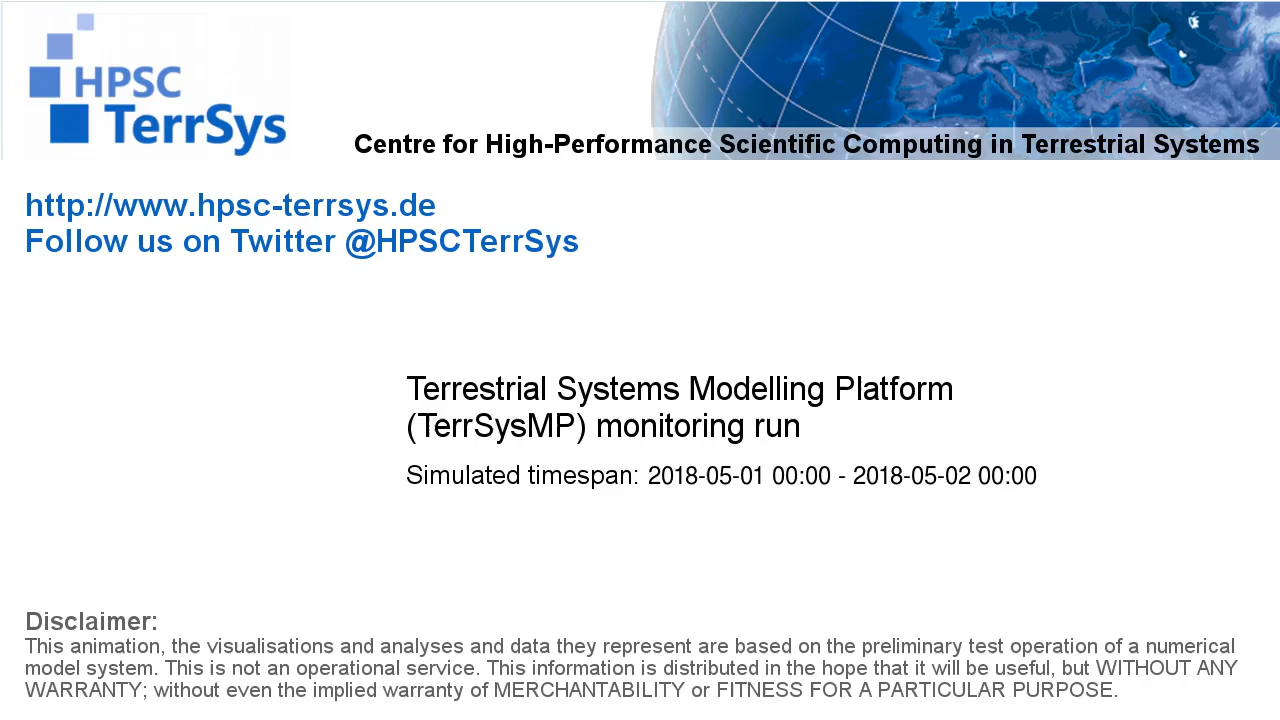 HPSC
TerrSys
Centre for High-Performance Scientific Computing in Terrestrial Systems
http://www.hpsc-terrsys.de
Follow us on Twitter @HPSCTerrSys
Terrestrial Systems Modelling Platform
(TerrSysMP) monitoring run
Simulated timespan: 2018-05-01 00:00 - 2018-05-02 00:00
Disclaimer:
This animation, the visualisations and analyses and data they represent are based on the preliminary test operation of a numerical
model system. This is not an operational service. This information is distributed in the hope that it will be useful, but WITHOUT ANY
WARRANTY; without even the implied warranty of MERCHANTABILITY or FITNESS FOR A PARTICULAR PURPOSE.